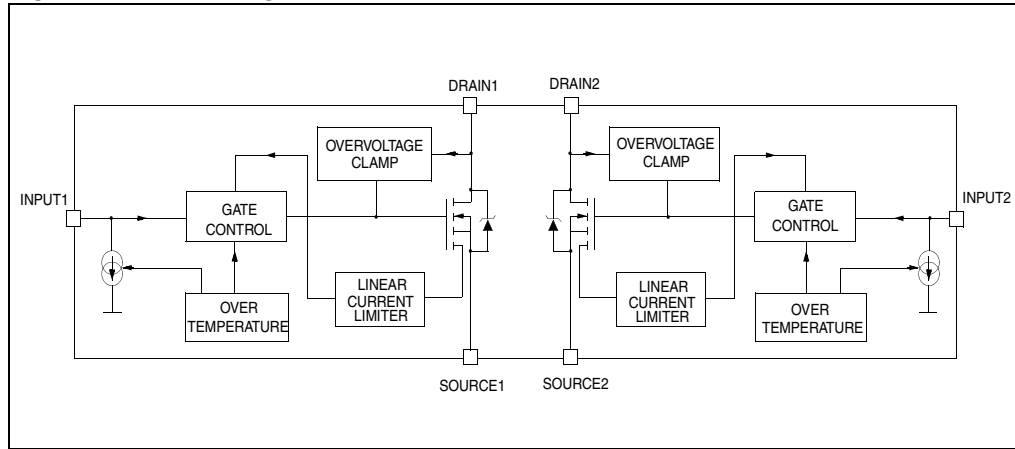 DRAIN1
DRAIN2
OVERVOLTAGE
CLAMP
OVERVOLTAGE
CLAMP
INPUT1
GATE
CONTROL
GATE
CONTROL
INPUT2
OVER
TEMPERATURE
LINEAR
CURRENT
LIMITER
LINEAR
CURRENT
LIMITER
OVER
TEMPERATURE
SOURCE1
SOURCE2